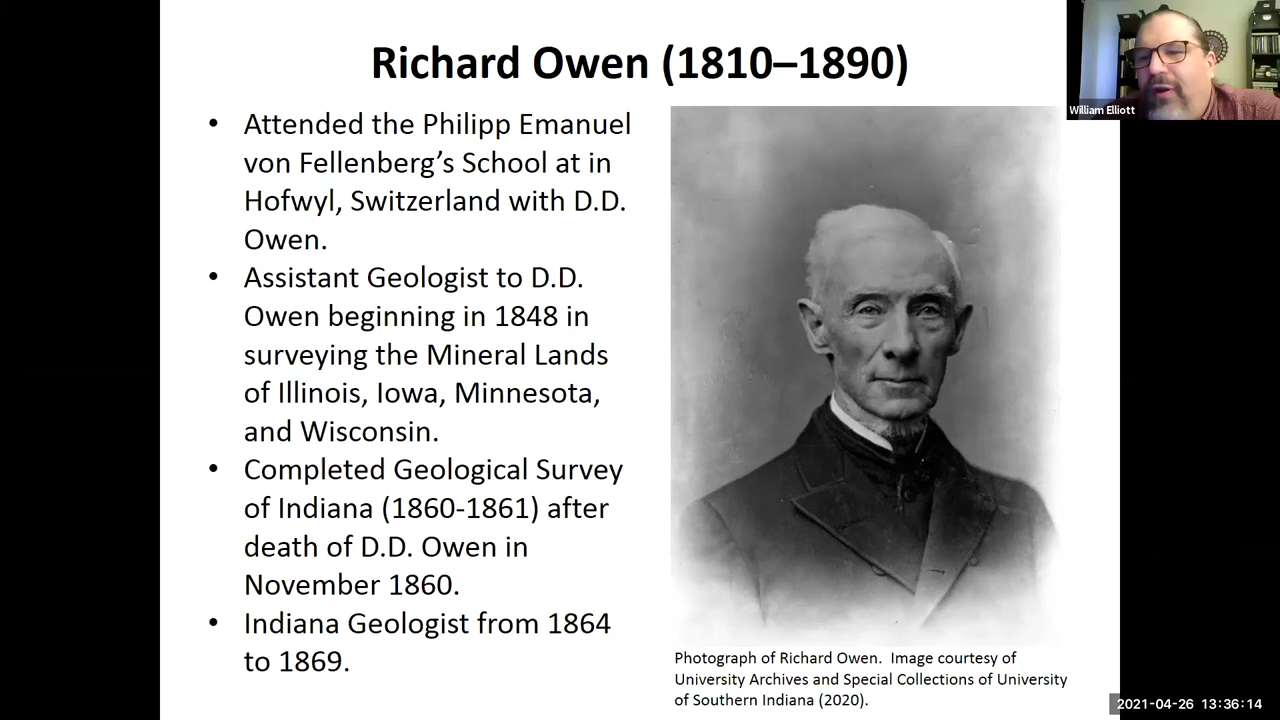 Richard Owen (1810–1890)
• Attended the Philipp Emanuel
von Fellenberg’s School at in
Hofwyl, Switzerland with D.D.
Owen.
• Assistant Geologist to D.D.
Owen beginning in 1848 in
surveying the Mineral Lands
of Illinois, Iowa, Minnesota,
and Wisconsin.
• Completed Geological Survey
of Indiana (1860-1861) after
death of D.D. Owen in
November 1860.
• Indiana Geologist from 1864
to 1869.
Photograph of Richard Owen. Image courtesy of
University Archives and Special Collections of University
of Southern Indiana (2020).
William Elliott
2021-04-26 13:36:14